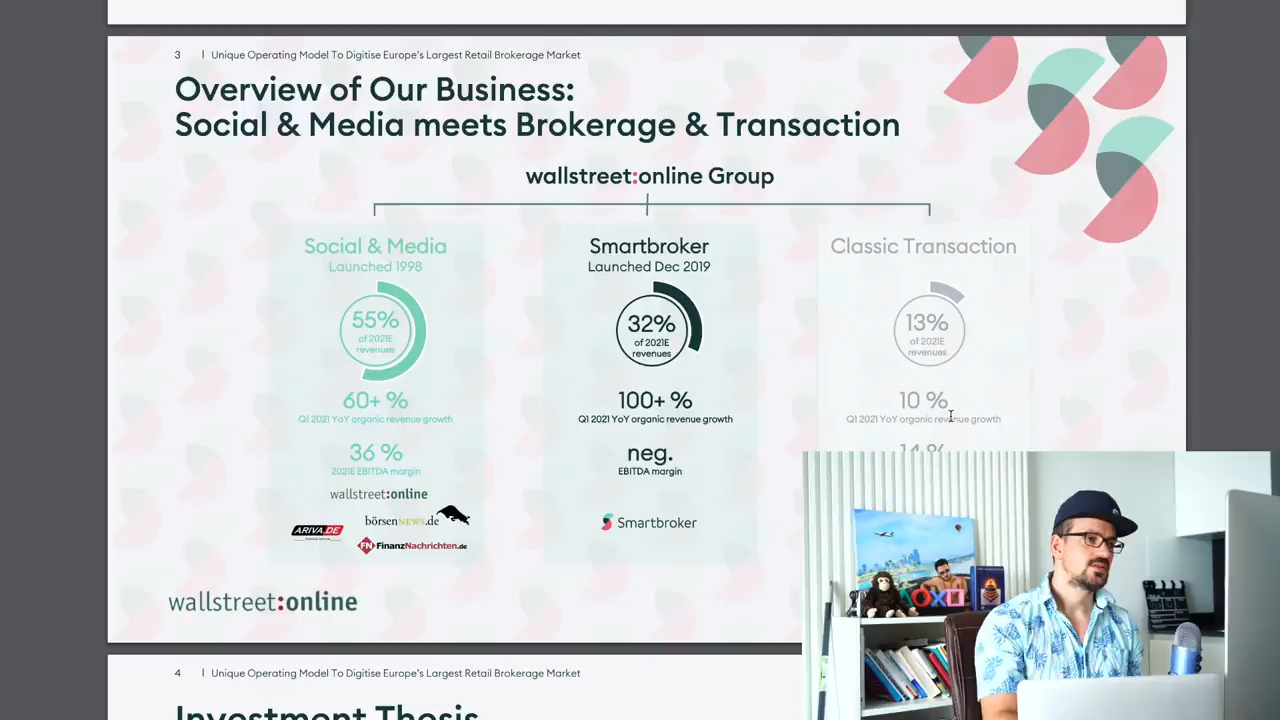 3 | Unique Operating Model To Digitise Europe's Largest Retail Brokerage Market
Overview of Our Business:
Social & Media meets Brokerage & Transaction
wallstreet:online Group
Social & Media
Launched 1998
55%
of 2021E
revenues
60+ %
Q1 2021 YoY organic revenue growth
36 %
2021E EBITDA margin
wallstreet:online
ARIVA.DE
börsenNEWS.de
FN FinanzNachrichten.de
Smartbroker
Launched Dec 2019
32%
of 2021E
revenues
100+ %
Q1 2021 YoY organic revenue growth
neg.
EBITDA margin
Smartbroker
Classic Transaction
13%
of 2021E
revenues
10 %
Q1 2021 YoY organic revenue growth
14 %
wallstreet:online
4 | Unique Operating Model To Digitise Europe's Largest Retail Brokerage Market
Investment Thesis